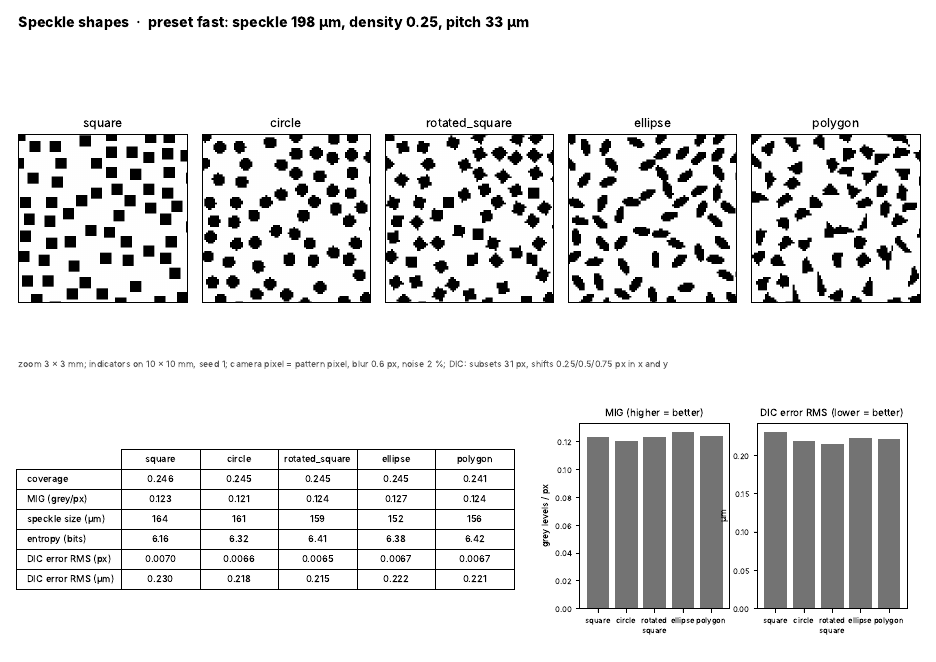 Speckle shapes · preset fast: speckle 198 µm, density 0.25, pitch 33 µm
square circle rotated_square ellipse polygon
zoom 3 × 3 mm; indicators on 10 × 10 mm, seed 1; camera pixel = pattern pixel, blur 0.6 px, noise 2 %; DIC: subsets 31 px, shifts 0.25/0.5/0.75 px in x and y
square circle rotated_square ellipse polygon
coverage 0.246 0.245 0.245 0.245 0.241
MIG (grey/px) 0.123 0.121 0.124 0.127 0.124
speckle size (µm) 164 161 159 152 156
entropy (bits) 6.16 6.32 6.41 6.38 6.42
DIC error RMS (px) 0.0070 0.0066 0.0065 0.0067 0.0067
DIC error RMS (µm) 0.230 0.218 0.215 0.222 0.221
MIG (higher = better)
grey levels / px
0.12
0.10
0.08
0.06
0.04
0.02
0.00
square circle rotated square ellipse polygon
DIC error RMS (lower = better)
µm
0.20
0.15
0.10
0.05
0.00
square circle rotated square ellipse polygon